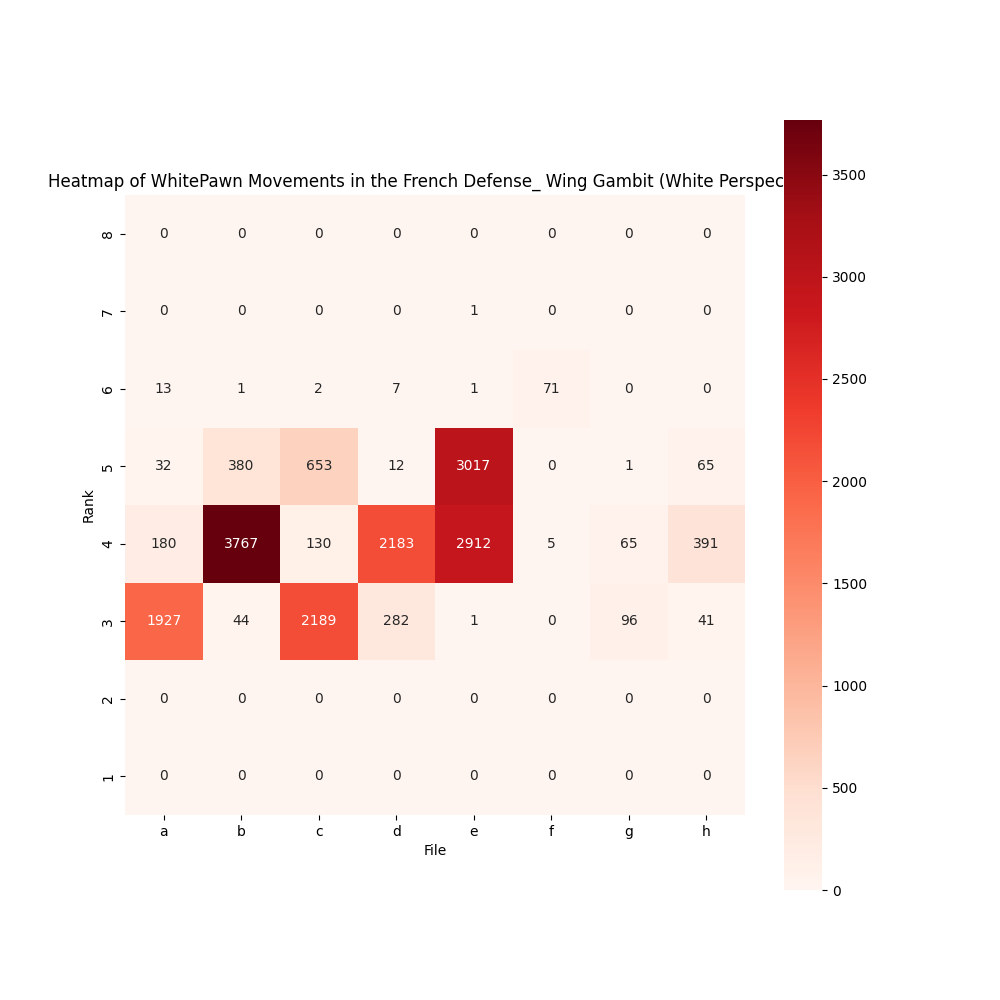 Heatmap of WhitePawn Movements in the French Defense_ Wing Gambit (White Perspec
3500
3000
2500
2000
1500
1000
500
0
Rank
8 0 0 0 0 0 0 0 0
7 0 0 0 0 1 0 0 0
6 13 1 2 7 1 71 0 0
5 32 380 653 12 3017 0 1 65
4 180 3767 130 2183 2912 5 65 391
3 1927 44 2189 282 1 0 96 41
2 0 0 0 0 0 0 0 0
1 0 0 0 0 0 0 0 0
a b c d e f g h
File